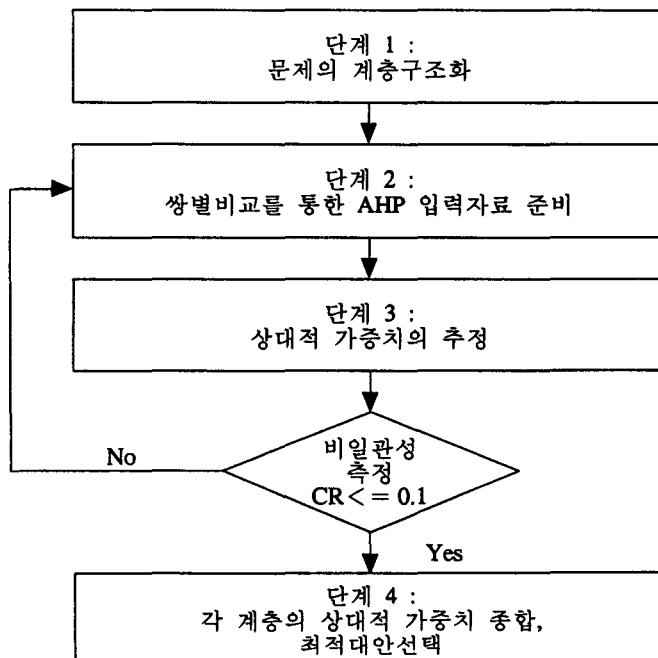 단계 1 :
문제의 계층구조화
단계 2 :
쌍별비교를 통한 AHP 입력자료 준비
단계 3 :
상대적 가중치의 추정
비일관성
측정
CR< = 0.1
No
Yes
단계 4 :
각 계층의 상대적 가중치 종합,
최적대안선택